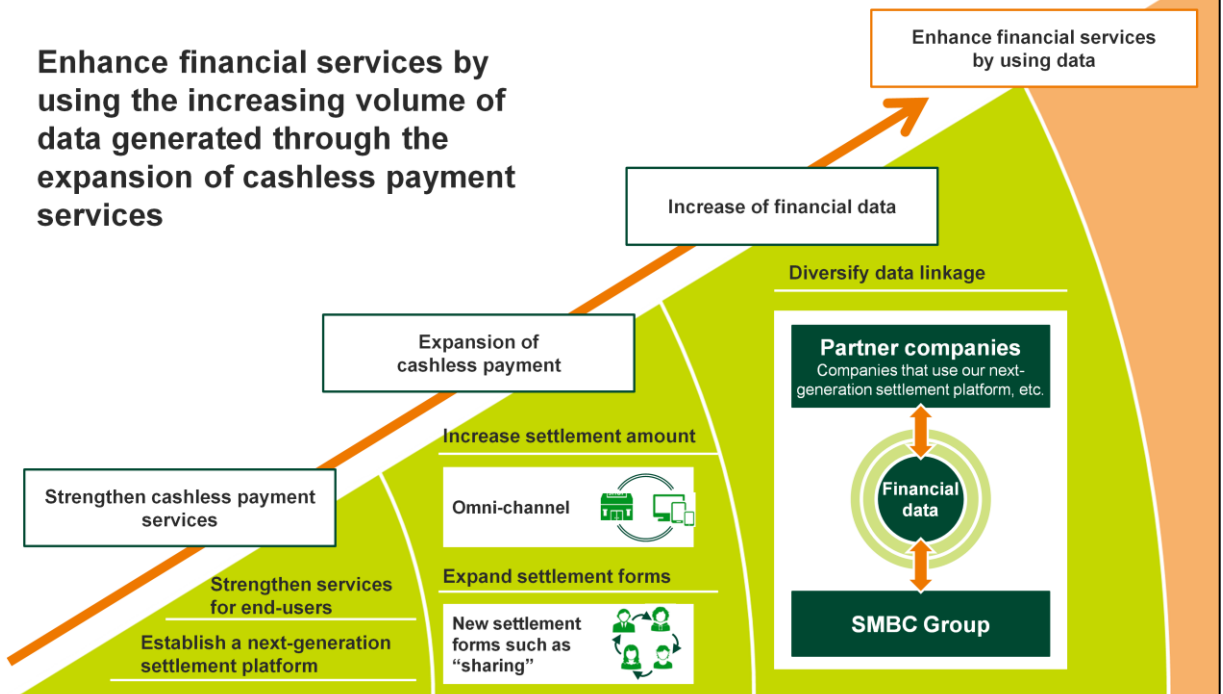 Enhance financial services by
using the increasing volume of
data generated through the
expansion of cashless payment
services
Enhance financial services
by using data
Increase of financial data
Expansion of
cashless payment
Strengthen cashless payment
services
Strengthen services
for end-users
Establish a next-generation
settlement platform
Increase settlement amount
Omni-channel
Expand settlement forms
New settlement
forms such as
“sharing”
Diversify data linkage
Partner companies
Companies that use our next-
generation settlement platform, etc.
Financial
data
SMBC Group